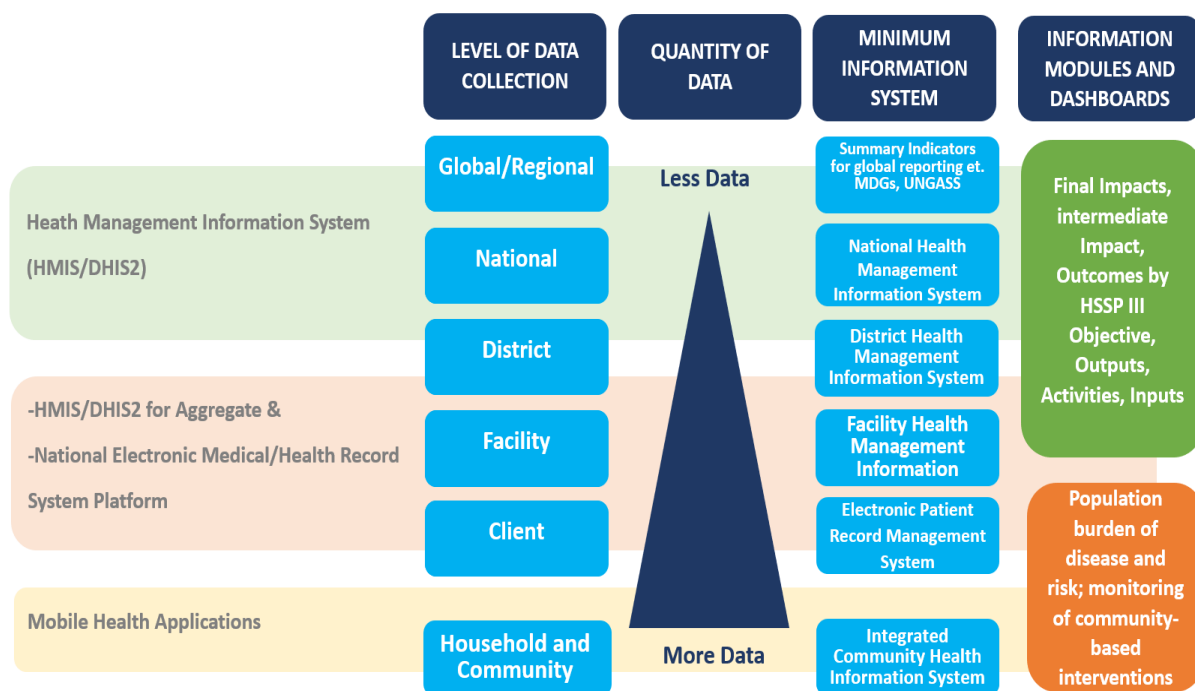 LEVEL OF DATA
COLLECTION
QUANTITY OF
DATA
MINIMUM
INFORMATION
SYSTEM
INFORMATION
MODULES AND
DASHBOARDS
Heath Management Information System
(HMIS/DHIS2)
-HMIS/DHIS2 for Aggregate &
-National Electronic Medical/Health Record
System Platform
Mobile Health Applications
Global/Regional
National
District
Facility
Client
Household and
Community
Less Data
More Data
Summary Indicators
for global reporting et.
MDGs, UNGASS
National Health
Management
Information System
District Health
Management
Information System
Facility Health
Management
Information
Electronic Patient
Record Management
System
Integrated
Community Health
Information System
Final Impacts,
intermediate
Impact,
Outcomes by
HSSP III
Objective,
Outputs,
Activities, Inputs
Population
burden of
disease and
risk; monitoring
of community-
based
interventions